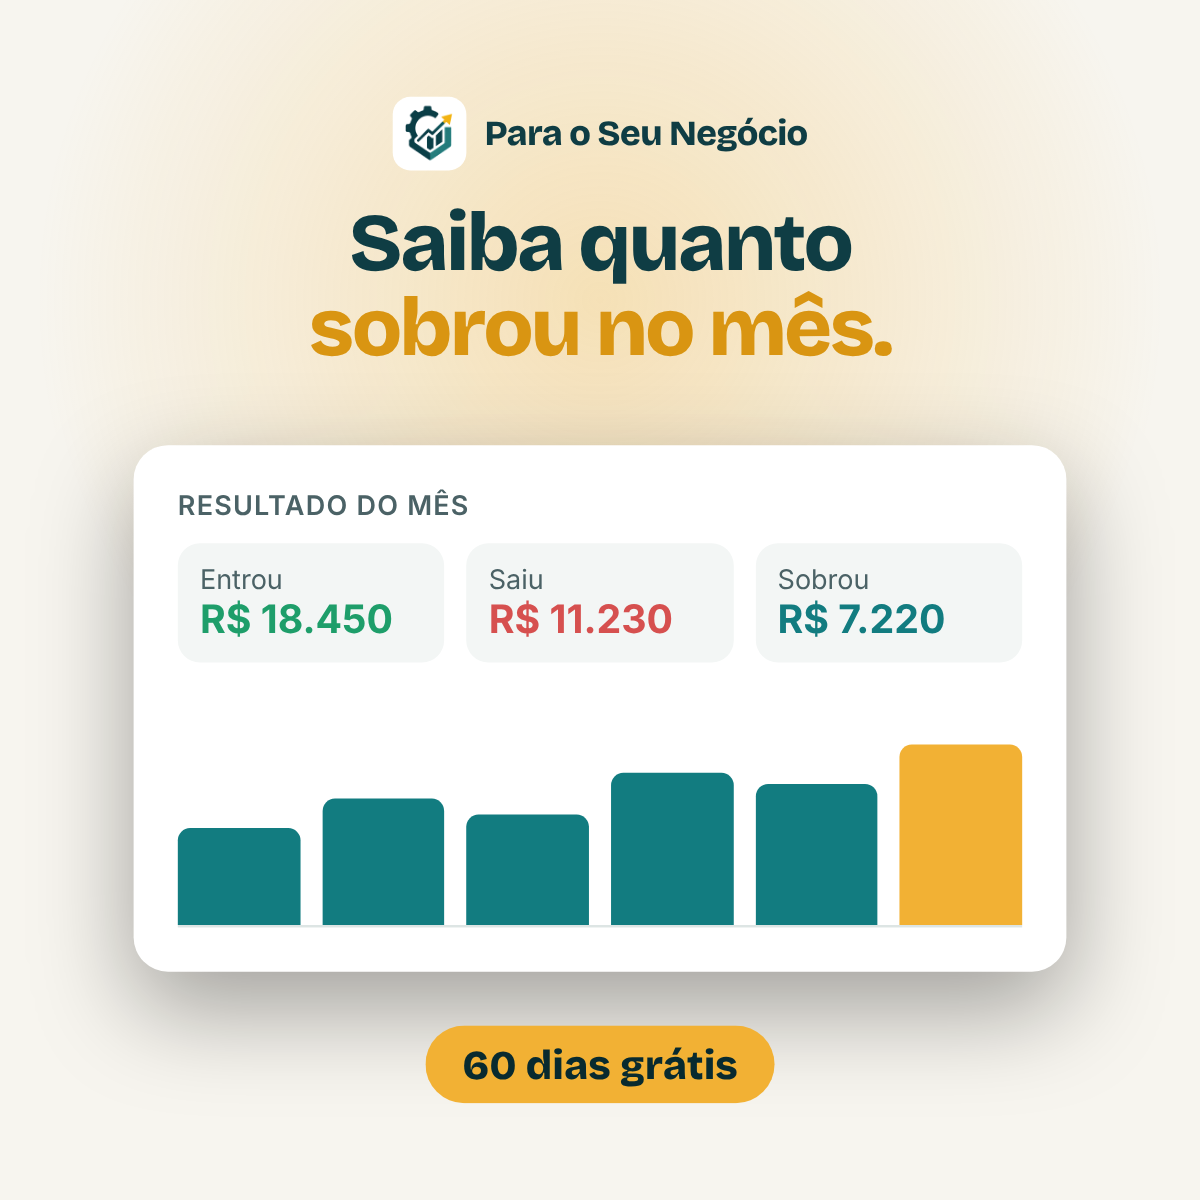 Para o Seu Negócio
Saiba quanto
sobrou no mês.
RESULTADO DO MÊS
Entrou
R$ 18.450
Saiu
R$ 11.230
Sobrou
R$ 7.220
60 dias grátis